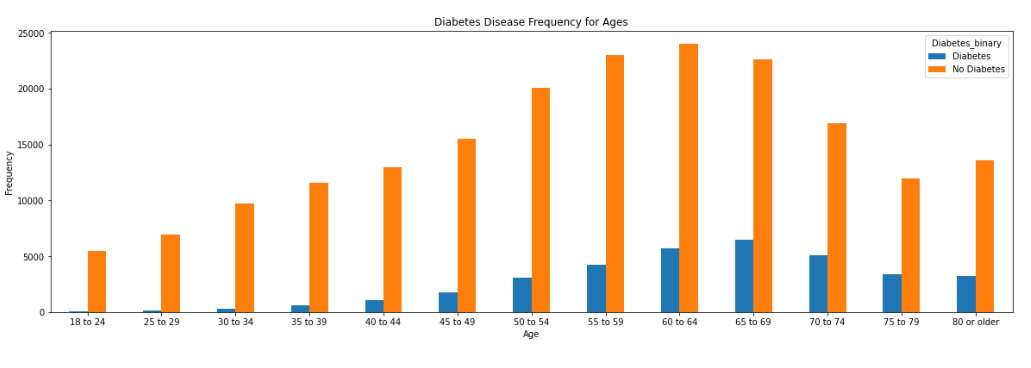 Diabetes Disease Frequency for Ages
25000
20000
15000
10000
5000
0
Frequency
Diabetes_binary
Diabetes
No Diabetes
18 to 24 25 to 29 30 to 34 35 to 39 40 to 44 45 to 49 50 to 54 55 to 59 60 to 64 65 to 69 70 to 74 75 to 79 80 or older
Age